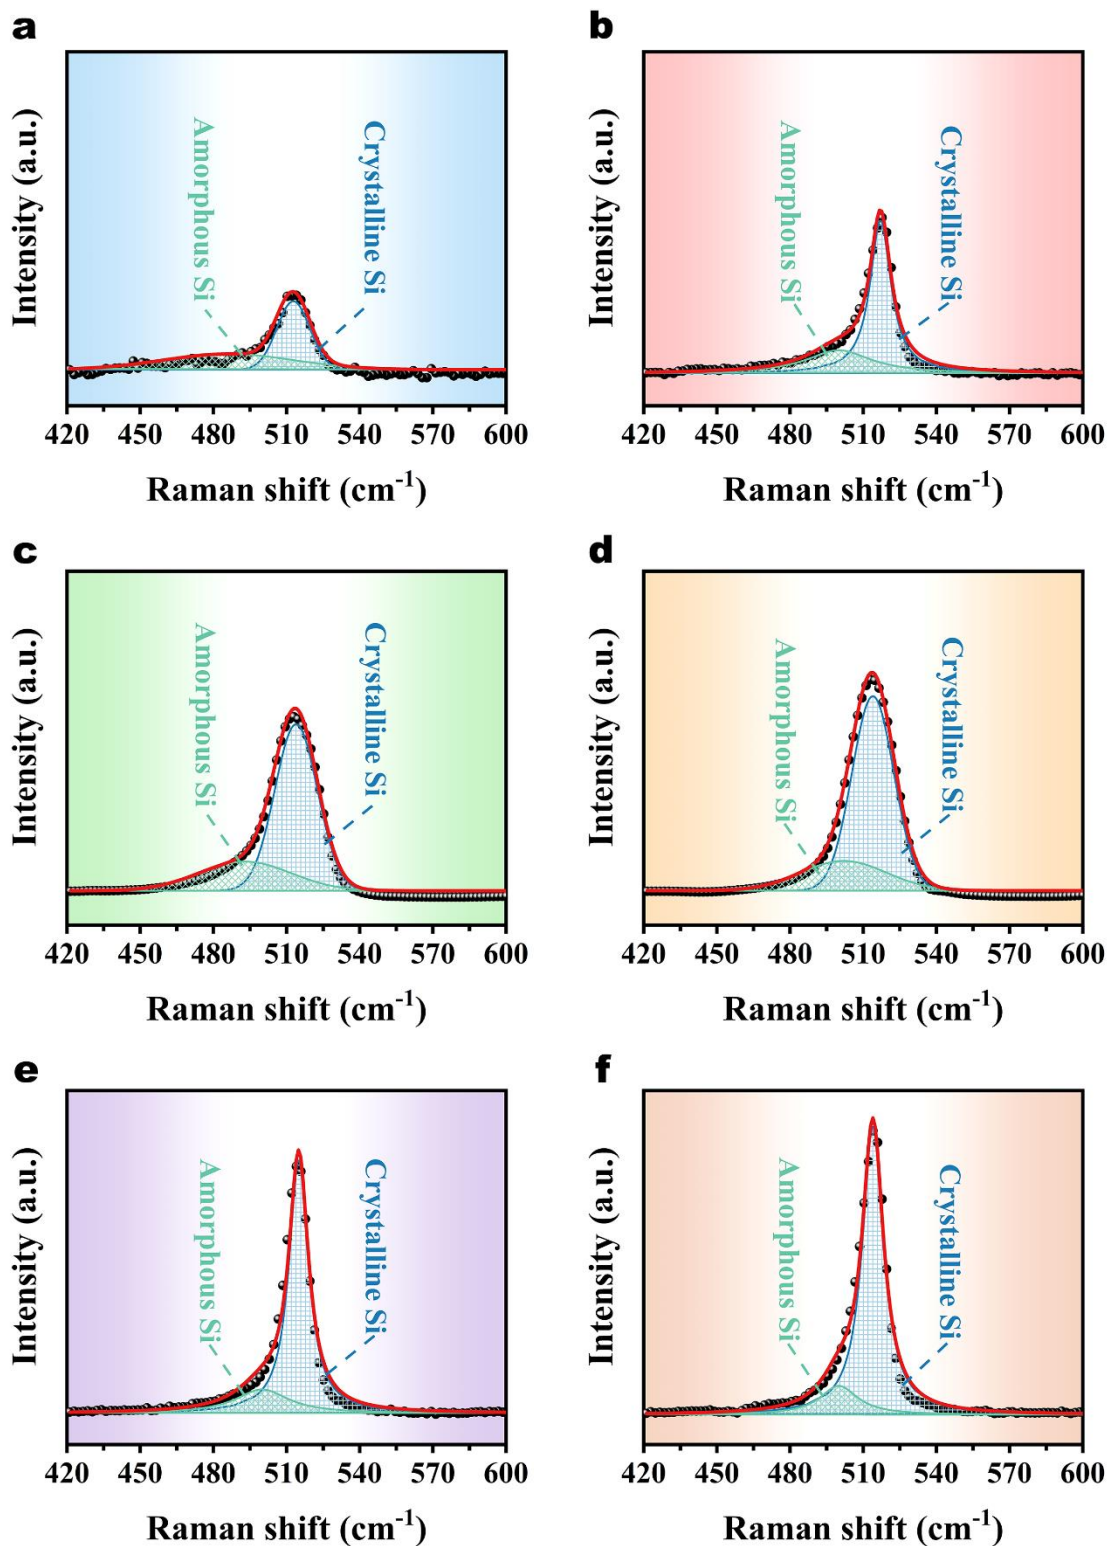 a
Intensity (a.u.)
Amorphous Si
Crystalline Si
420 450 480 510 540 570 600
Raman shift (cm⁻¹)
b
Intensity (a.u.)
Amorphous Si
Crystalline Si
420 450 480 510 540 570 600
Raman shift (cm⁻¹)
c
Intensity (a.u.)
Amorphous Si
Crystalline Si
420 450 480 510 540 570 600
Raman shift (cm⁻¹)
d
Intensity (a.u.)
Amorphous Si
Crystalline Si
420 450 480 510 540 570 600
Raman shift (cm⁻¹)
e
Intensity (a.u.)
Amorphous Si
Crystalline Si
420 450 480 510 540 570 600
Raman shift (cm⁻¹)
f
Intensity (a.u.)
Amorphous Si
Crystalline Si
420 450 480 510 540 570 600
Raman shift (cm⁻¹)